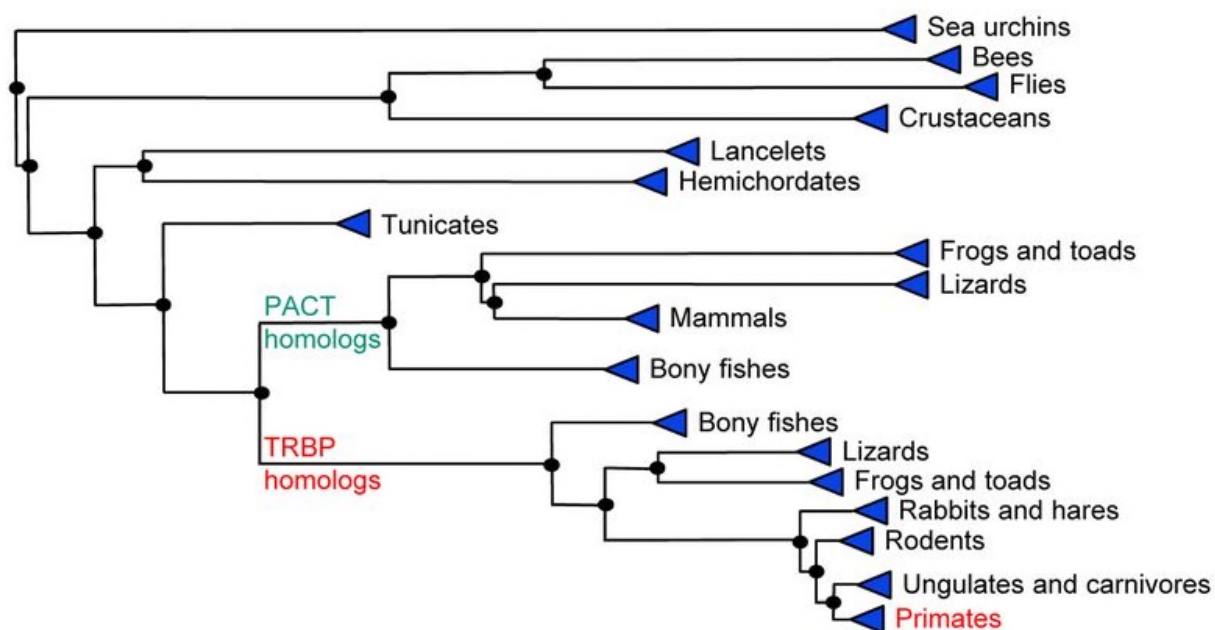 Sea urchins
Bees
Flies
Crustaceans
Lancelets
Hemichordates
Tunicates
Frogs and toads
Lizards
PACT
homologs
Mammals
Bony fishes
Bony fishes
TRBP
homologs
Lizards
Frogs and toads
Rabbits and hares
Rodents
Ungulates and carnivores
Primates